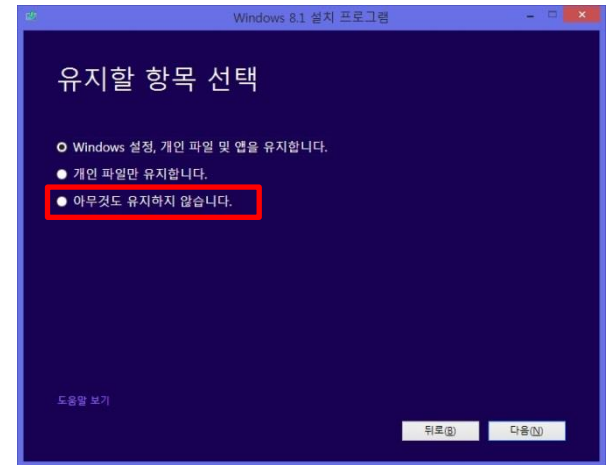 Windows 8.1 설치 프로그램
유지할 항목 선택
Windows 설정, 개인 파일 및 앱을 유지합니다.
개인 파일만 유지합니다.
아무것도 유지하지 않습니다.
도움말 보기
뒤로(B) 다음(N)